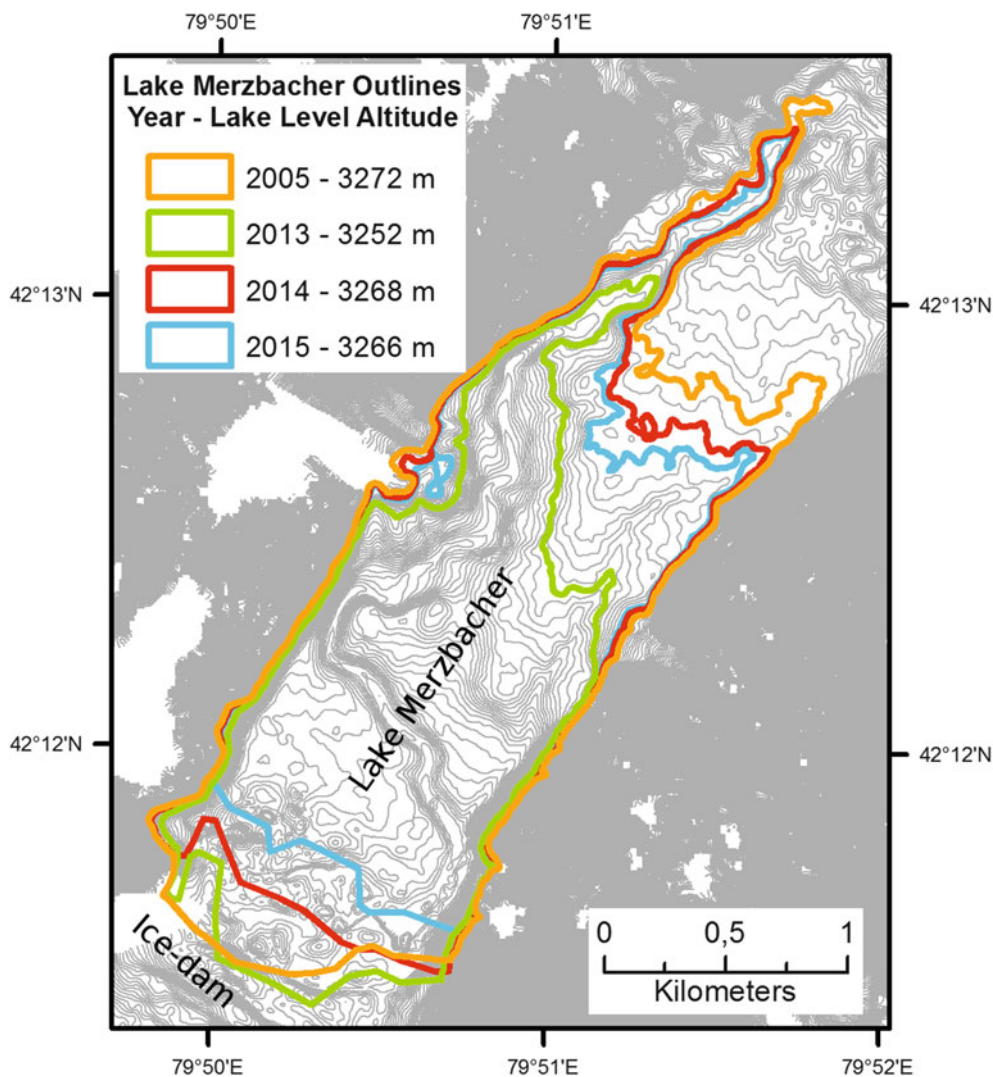 79°50'E
79°51'E
Lake Merzbacher Outlines
Year - Lake Level Altitude
2005 - 3272 m
2013 - 3252 m
2014 - 3268 m
2015 - 3266 m
42°13'N
42°13'N
Lake Merzbacher
42°12'N
42°12'N
Ice-dam
0 0,5 1
Kilometers
79°50'E
79°51'E
79°52'E